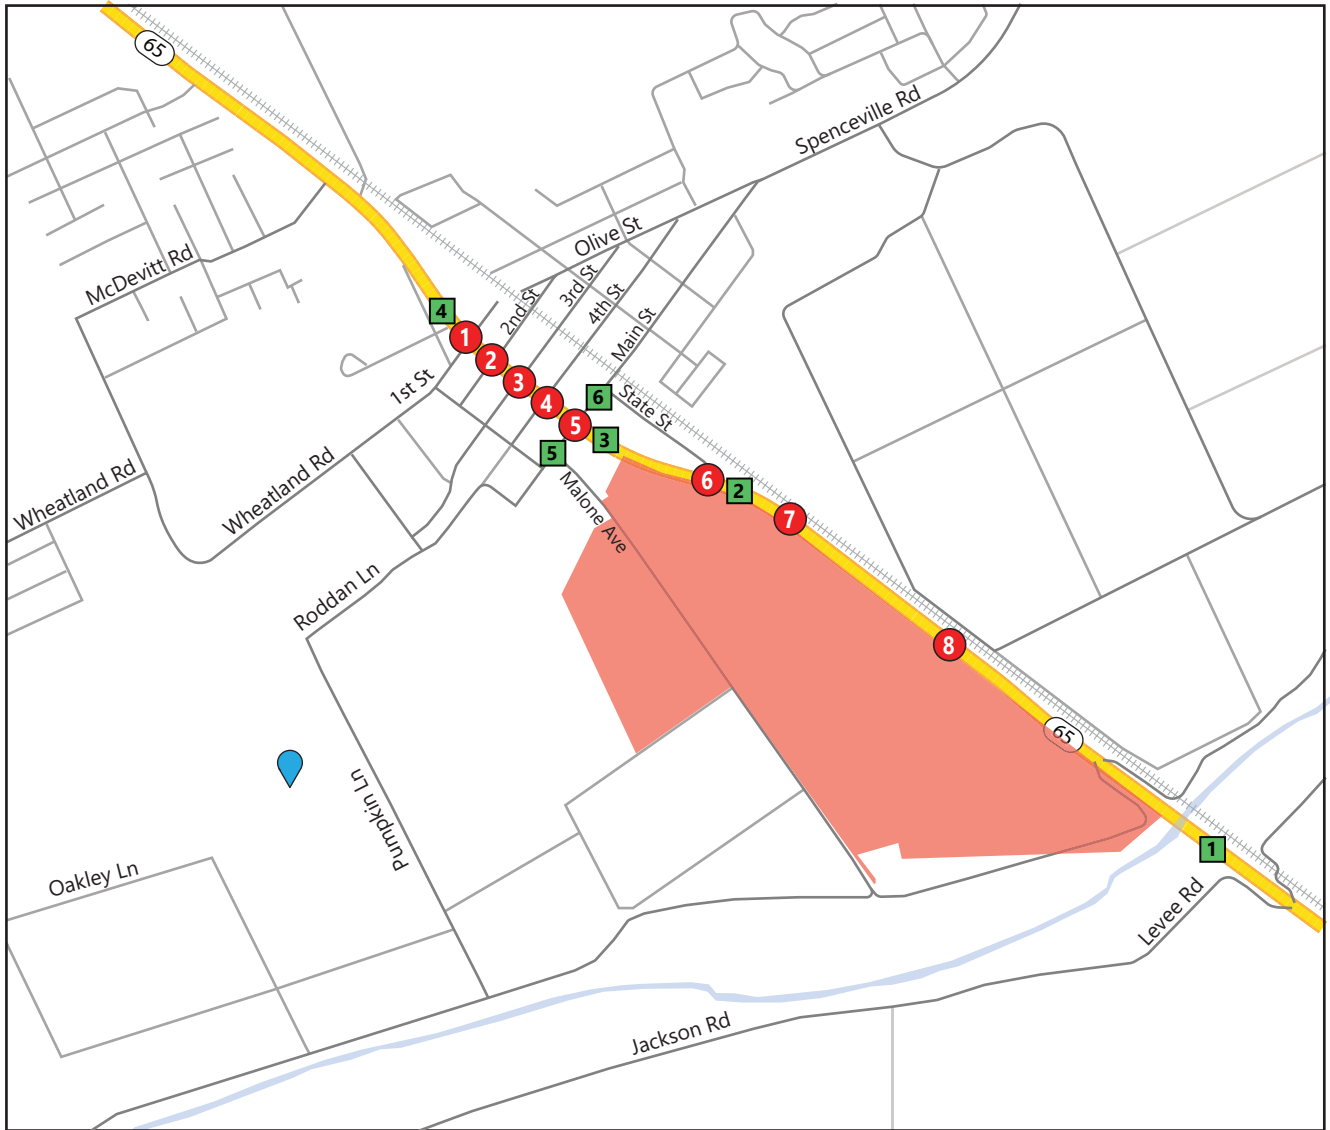 65
Spenceville Rd
Olive St
McDevitt Rd
3rd St
2nd St
4th St
Main St
4
1
2
3
4
5
6
State St
1st St
3
5
6
2
7
Wheatland Rd
Wheatland Rd
Malone Ave
Roddan Ln
8
65
Pumpkin Ln
1
Oakley Ln
Levee Rd
Jackson Rd